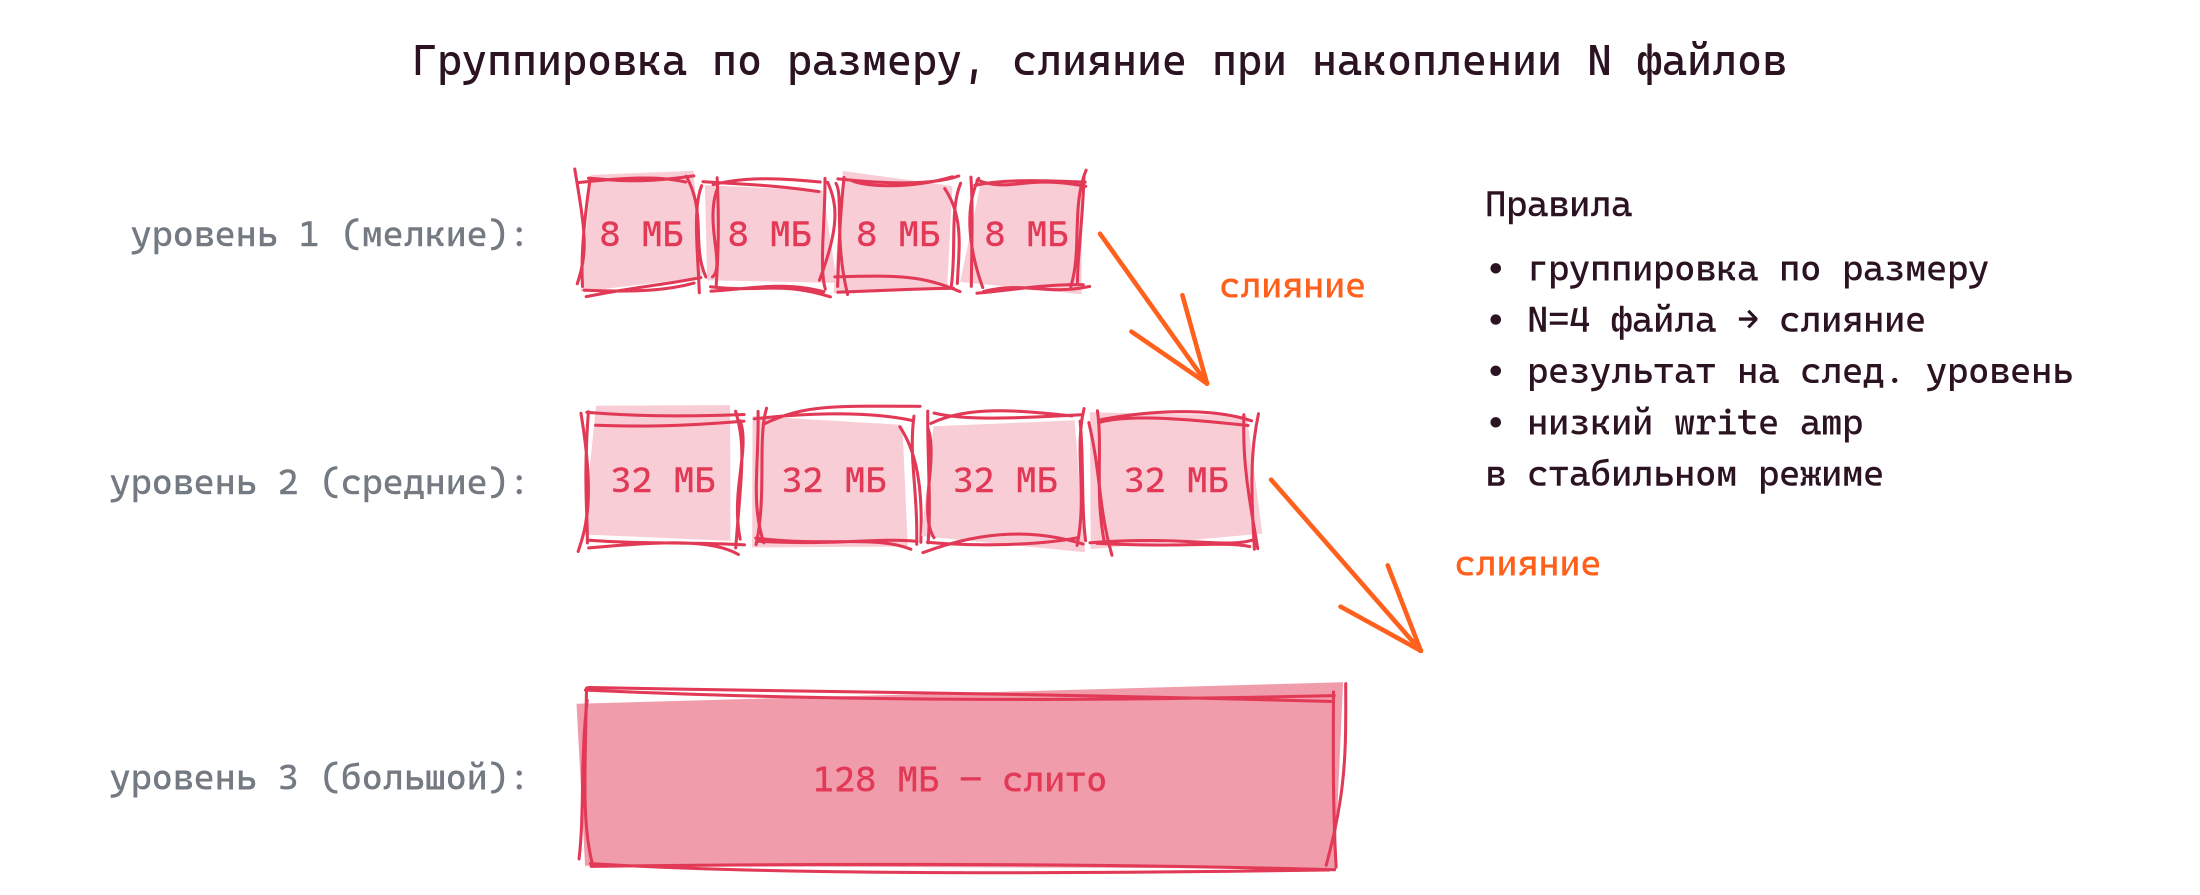 Группировка по размеру, слияние при накоплении N файлов
уровень 1 (мелкие):
8 МБ 8 МБ 8 МБ 8 МБ
слияние
уровень 2 (средние):
32 МБ 32 МБ 32 МБ 32 МБ
слияние
уровень 3 (большой):
128 МБ — слито
Правила
• группировка по размеру
• N=4 файла → слияние
• результат на след. уровень
• низкий write amp
в стабильном режиме